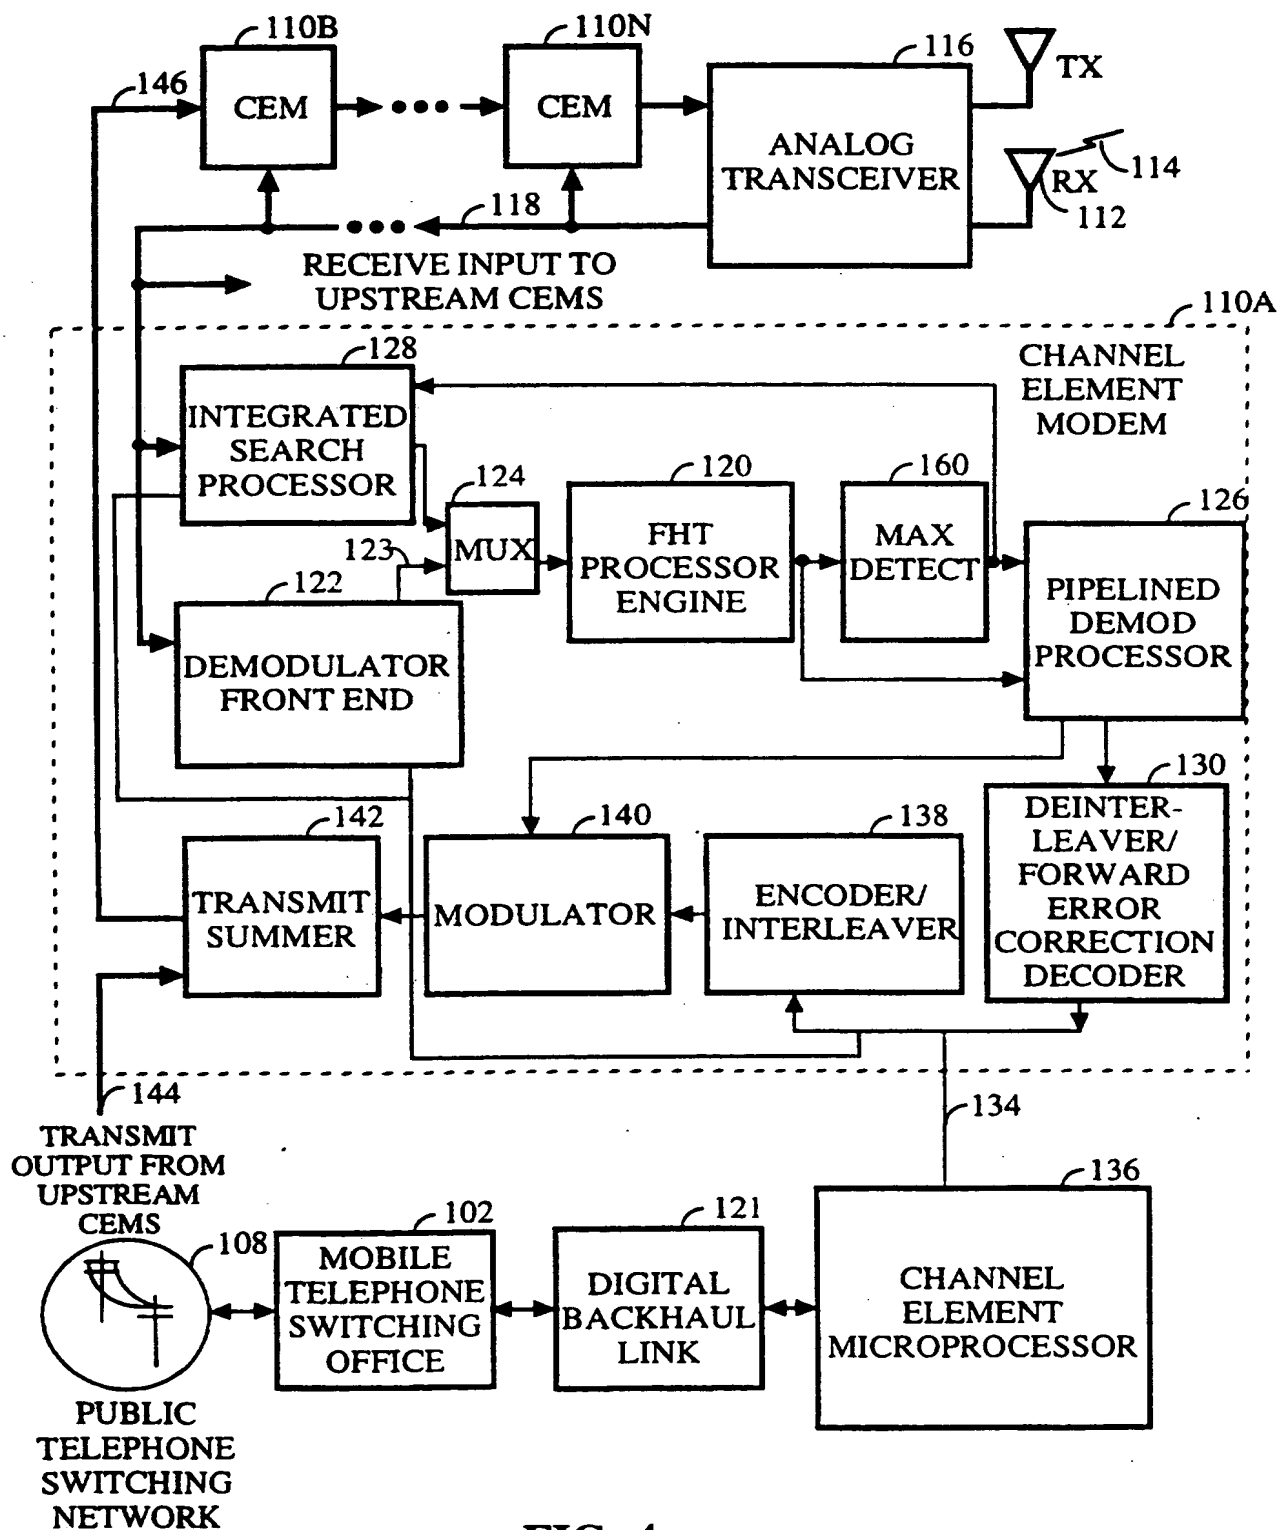 110B
110N
116
TX
146
CEM
CEM
ANALOG
TRANSCEIVER
114
RX
112
118
RECEIVE INPUT TO
UPSTREAM CEMS
110A
128
CHANNEL
ELEMENT
MODEM
INTEGRATED
SEARCH
PROCESSOR
124
120
160
126
MUX
FHT
PROCESSOR
ENGINE
MAX
DETECT
123
122
PIPELINED
DEMOD
PROCESSOR
DEMODULATOR
FRONT END
130
142
140
138
DEINTER-
LEAVER/
FORWARD
ERROR
CORRECTION
DECODER
TRANSMIT
SUMMER
MODULATOR
ENCODER/
INTERLEAVER
144
134
TRANSMIT
OUTPUT FROM
UPSTREAM
CEMS
136
108
102
121
MOBILE
TELEPHONE
SWITCHING
OFFICE
DIGITAL
BACKHAUL
LINK
CHANNEL
ELEMENT
MICROPROCESSOR
PUBLIC
TELEPHONE
SWITCHING
NETWORK